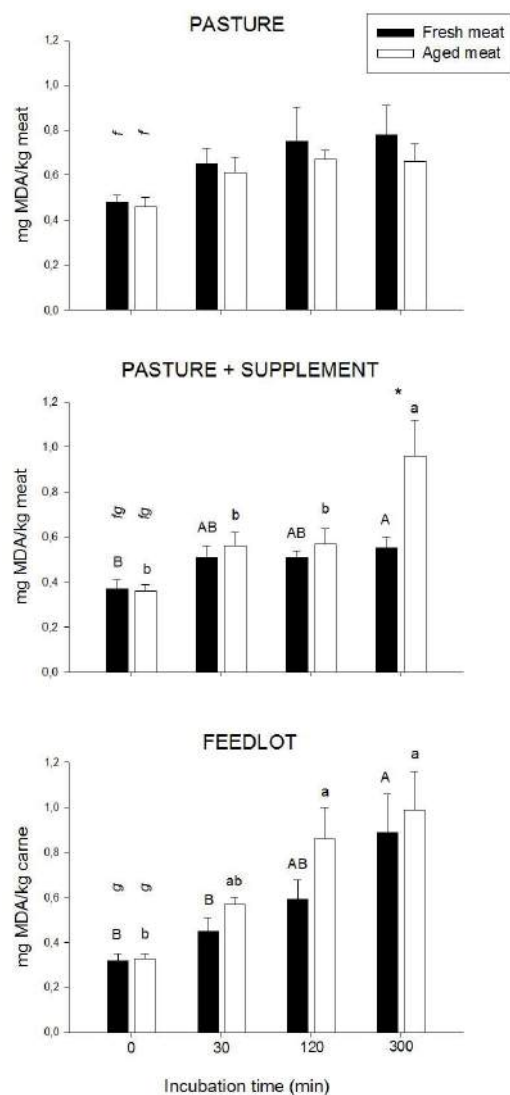 PASTURE
Fresh meat
Aged meat
mg MDA/kg meat
1,2
1,0
0,8
0,6
0,4
0,2
0,0
f f
PASTURE + SUPPLEMENT
mg MDA/kg meat
1,2
1,0
0,8
0,6
0,4
0,2
0,0
* a
fg fg
AB b AB b A
B b
FEEDLOT
mg MDA/kg carne
1,2
1,0
0,8
0,6
0,4
0,2
0,0
a A a
g g
B b B ab AB
0 30 120 300
Incubation time (min)